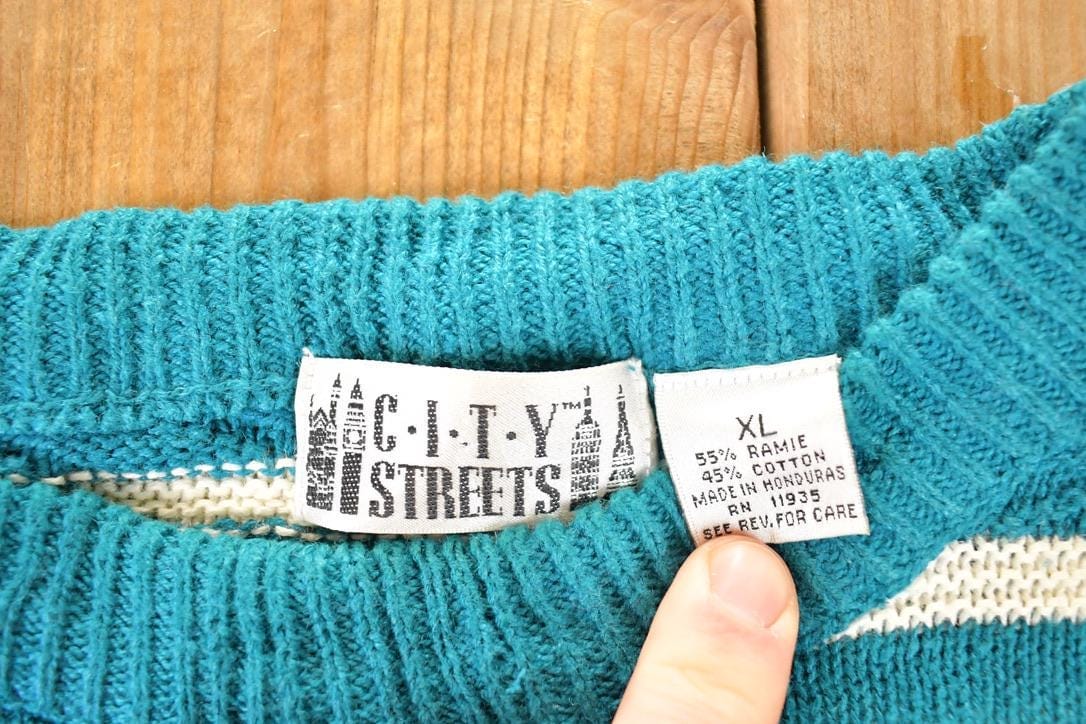 C·I·T·Y™
STREETS
XL
55% RAMIE
45% COTTON
MADE IN HONDURAS
RN 11935
SEE REV. FOR CARE